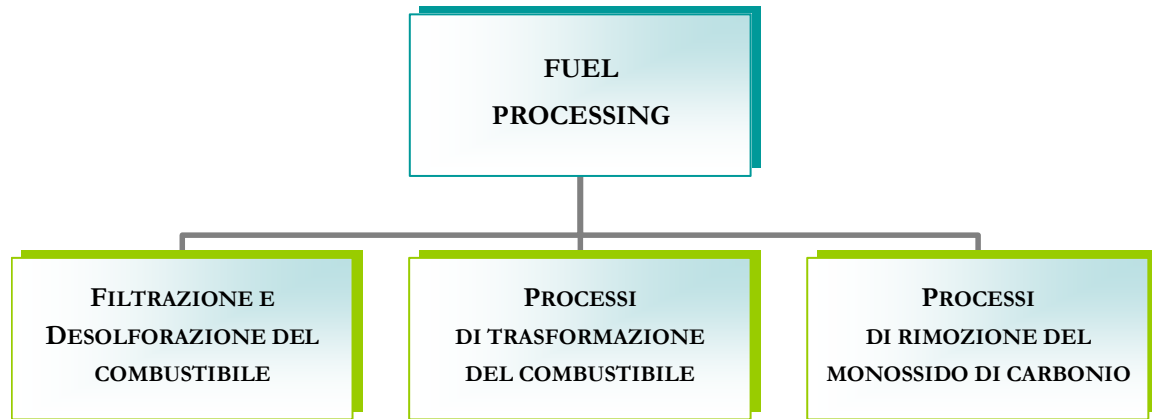 FUEL
PROCESSING
FILTRAZIONE E
DESOLFORAZIONE DEL
COMBUSTIBILE
PROCESSI
DI TRASFORMAZIONE
DEL COMBUSTIBILE
PROCESSI
DI RIMOZIONE DEL
MONOSSIDO DI CARBONIO